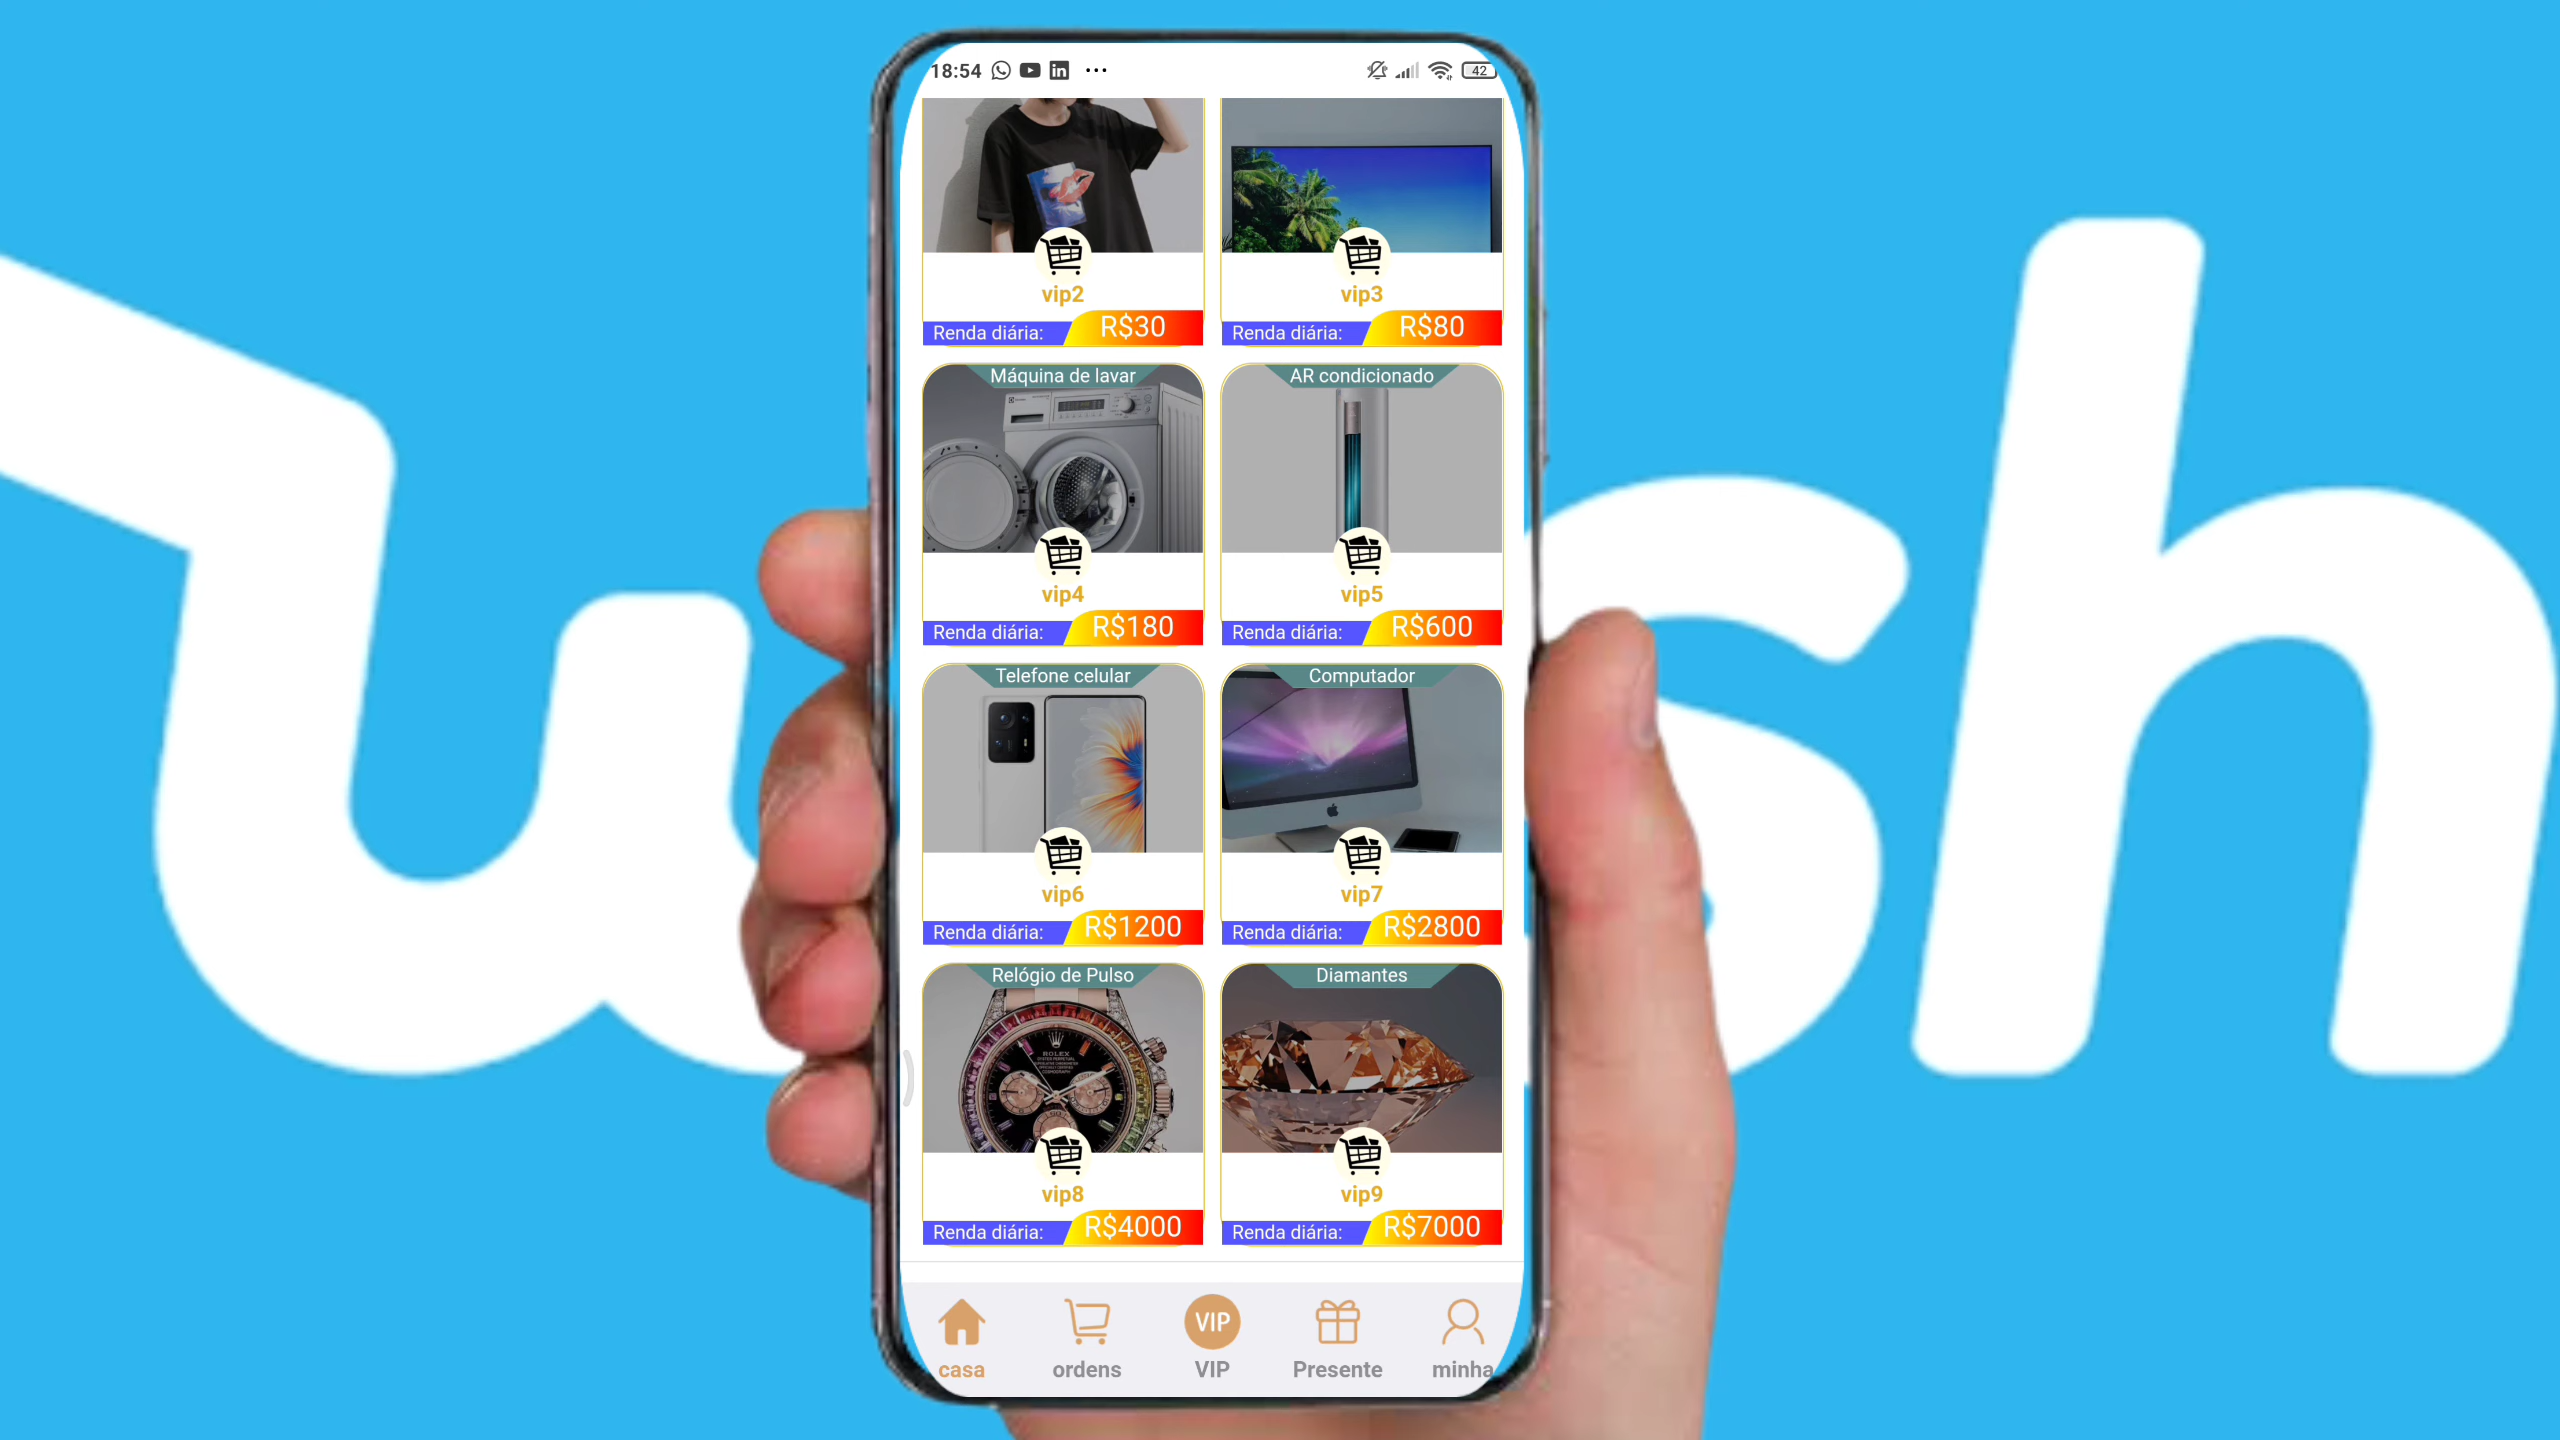 wish
18:54
42
vip2
vip3
Renda diária: R$30
Renda diária: R$80
Máquina de lavar
AR condicionado
vip4
vip5
Renda diária: R$180
Renda diária: R$600
Telefone celular
Computador
vip6
vip7
Renda diária: R$1200
Renda diária: R$2800
Relógio de Pulso
Diamantes
ROLEX
vip8
vip9
Renda diária: R$4000
Renda diária: R$7000
VIP
casa
ordens
VIP
Presente
minha